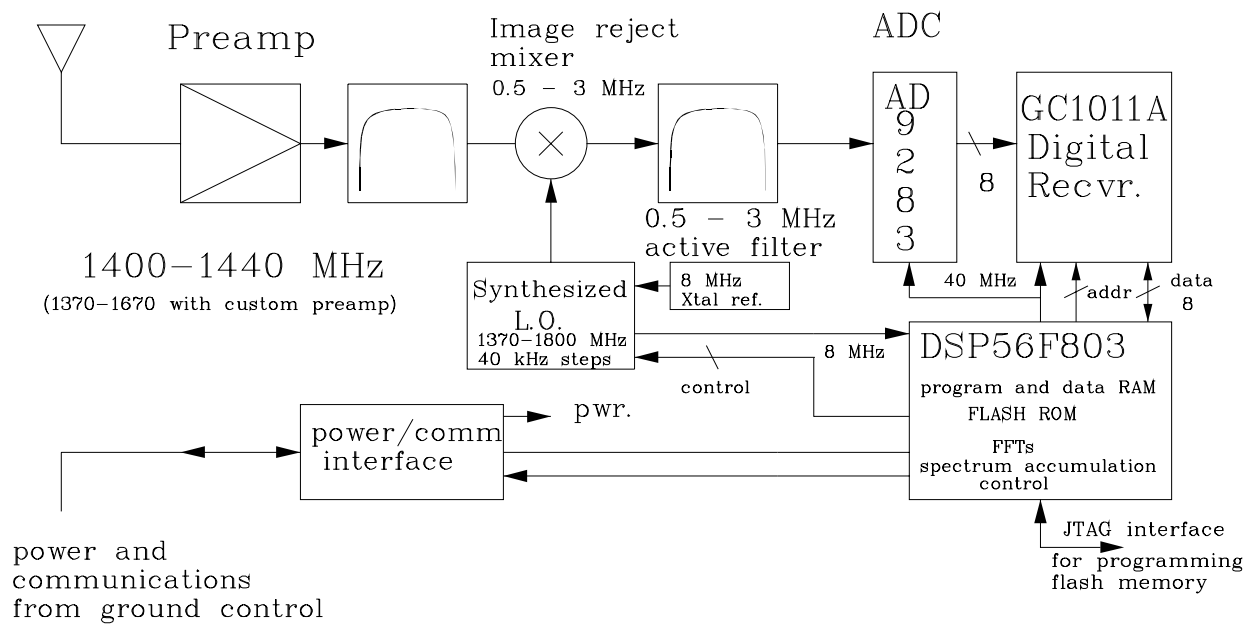 Preamp
Image reject
mixer
0.5 - 3 MHz
ADC
AD
9
2
8
3
8
GC1011A
Digital
Recvr.
0.5 - 3 MHz
active filter
1400-1440 MHz
(1370-1670 with custom preamp)
Synthesized
L.O.
1370-1800 MHz
40 kHz steps
8 MHz
Xtal ref.
40 MHz
addr
data
8
8 MHz
control
DSP56F803
program and data RAM
FLASH ROM
FFTs
spectrum accumulation
control
power/comm
interface
pwr.
power and
communications
from ground control
JTAG interface
for programming
flash memory